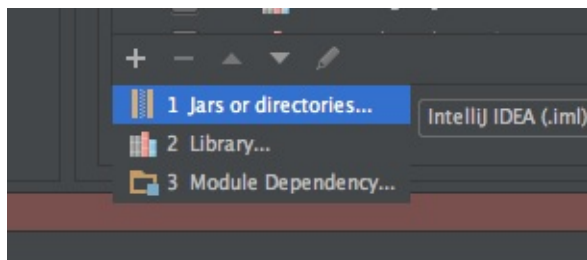 1 Jars or directories...
IntelliJ IDEA (.iml)
2 Library...
3 Module Dependency...